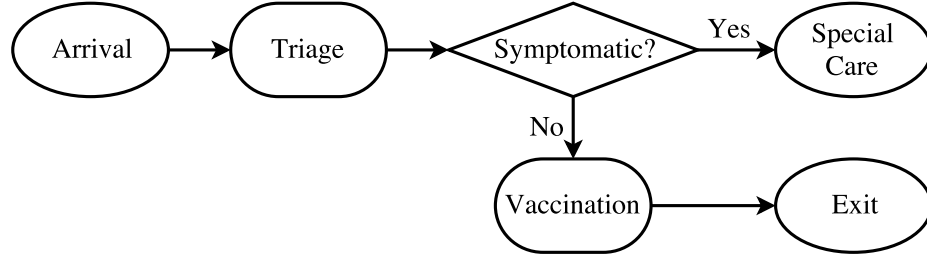 Arrival
Triage
Symptomatic?
Yes
Special
Care
No
Vaccination
Exit